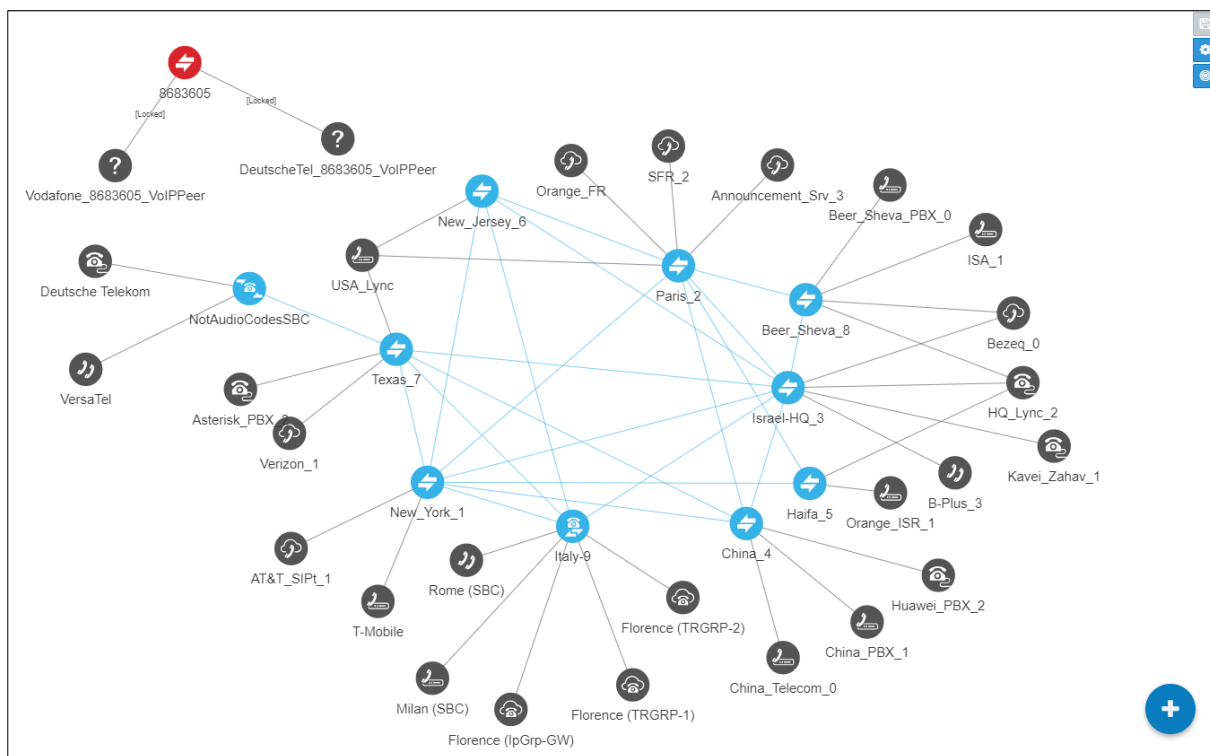 8683605
[Locked]
[Locked]
Vodafone_8683605_VoIPPeer
DeutscheTel_8683605_VoIPPeer
Orange_FR
SFR_2
Announcement_Srv_3
Beer_Sheva_PBX_0
New_Jersey_6
ISA_1
Deutsche Telekom
USA_Lync
Paris_2
NotAudioCodesSBC
Beer_Sheva_8
Bezeq_0
Texas_7
VersaTel
Israel-HQ_3
HQ_Lync_2
Verizon_1
Kavei_Zahav_1
New_York_1
Haifa_5
B-Plus_3
Orange_ISR_1
Italy-9
China_4
AT&T_SIPt_1
Rome (SBC)
Huawei_PBX_2
T-Mobile
Florence (TRGRP-2)
China_PBX_1
China_Telecom_0
Milan (SBC)
Florence (TRGRP-1)
Florence (IpGrp-GW)